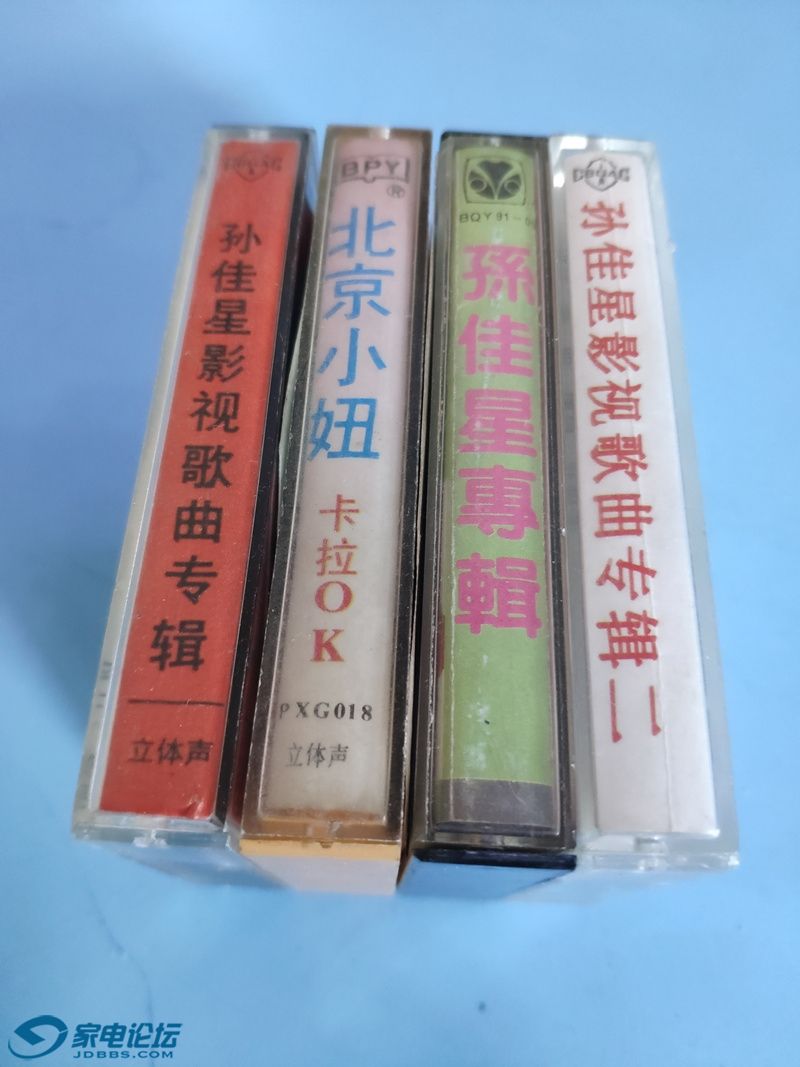 孙佳星影视歌曲专辑
立体声
BPY
®
北京小妞
卡拉OK
PXG018
立体声
BQY91-0
孫佳星專輯
孙佳星影视歌曲专辑二
家电论坛
JDBBS.COM